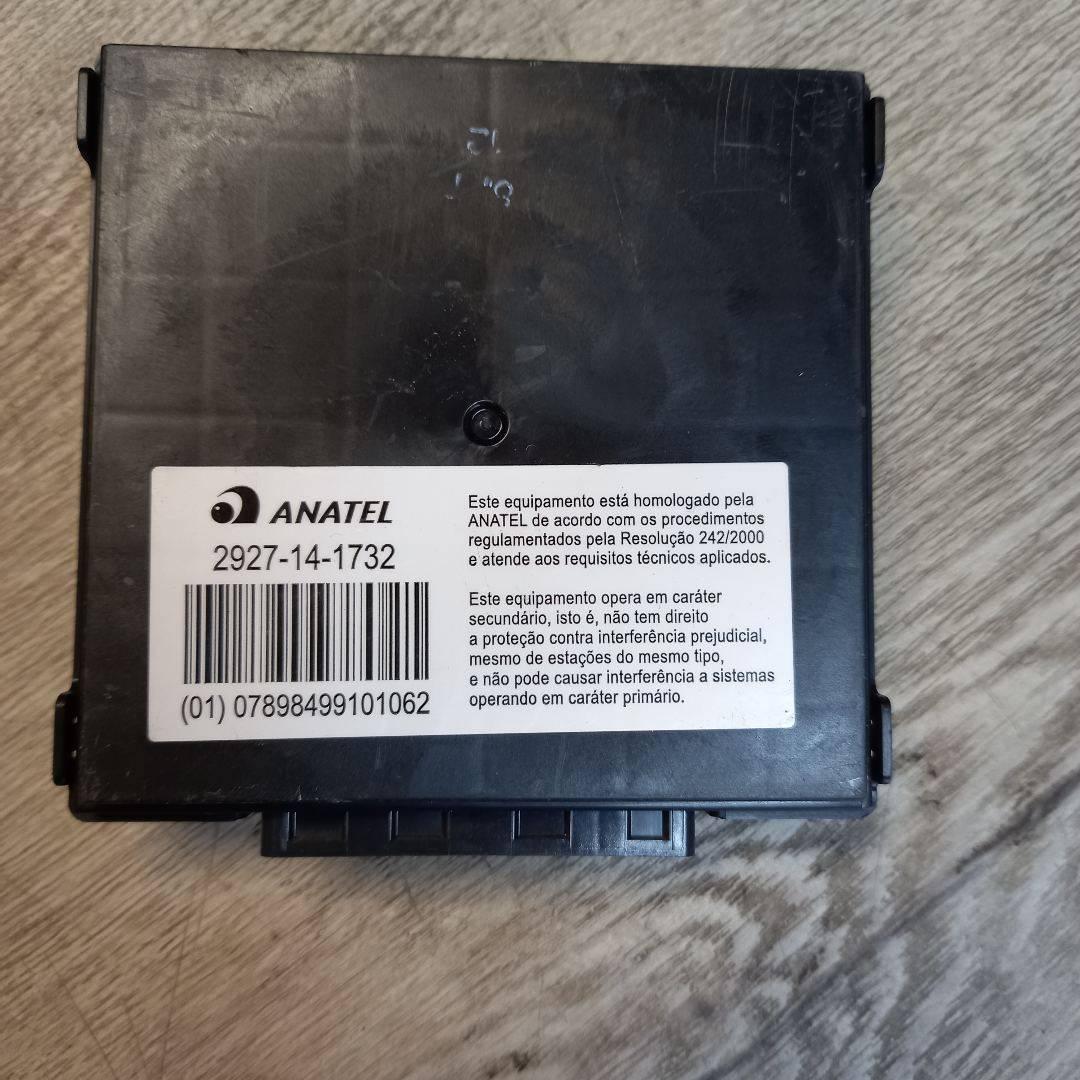 ANATEL
2927-14-1732
(01) 07898499101062
Este equipamento está homologado pela
ANATEL de acordo com os procedimentos
regulamentados pela Resolução 242/2000
e atende aos requisitos técnicos aplicados.
Este equipamento opera em caráter
secundário, isto é, não tem direito
a proteção contra interferência prejudicial,
mesmo de estações do mesmo tipo,
e não pode causar interferência a sistemas
operando em caráter primário.